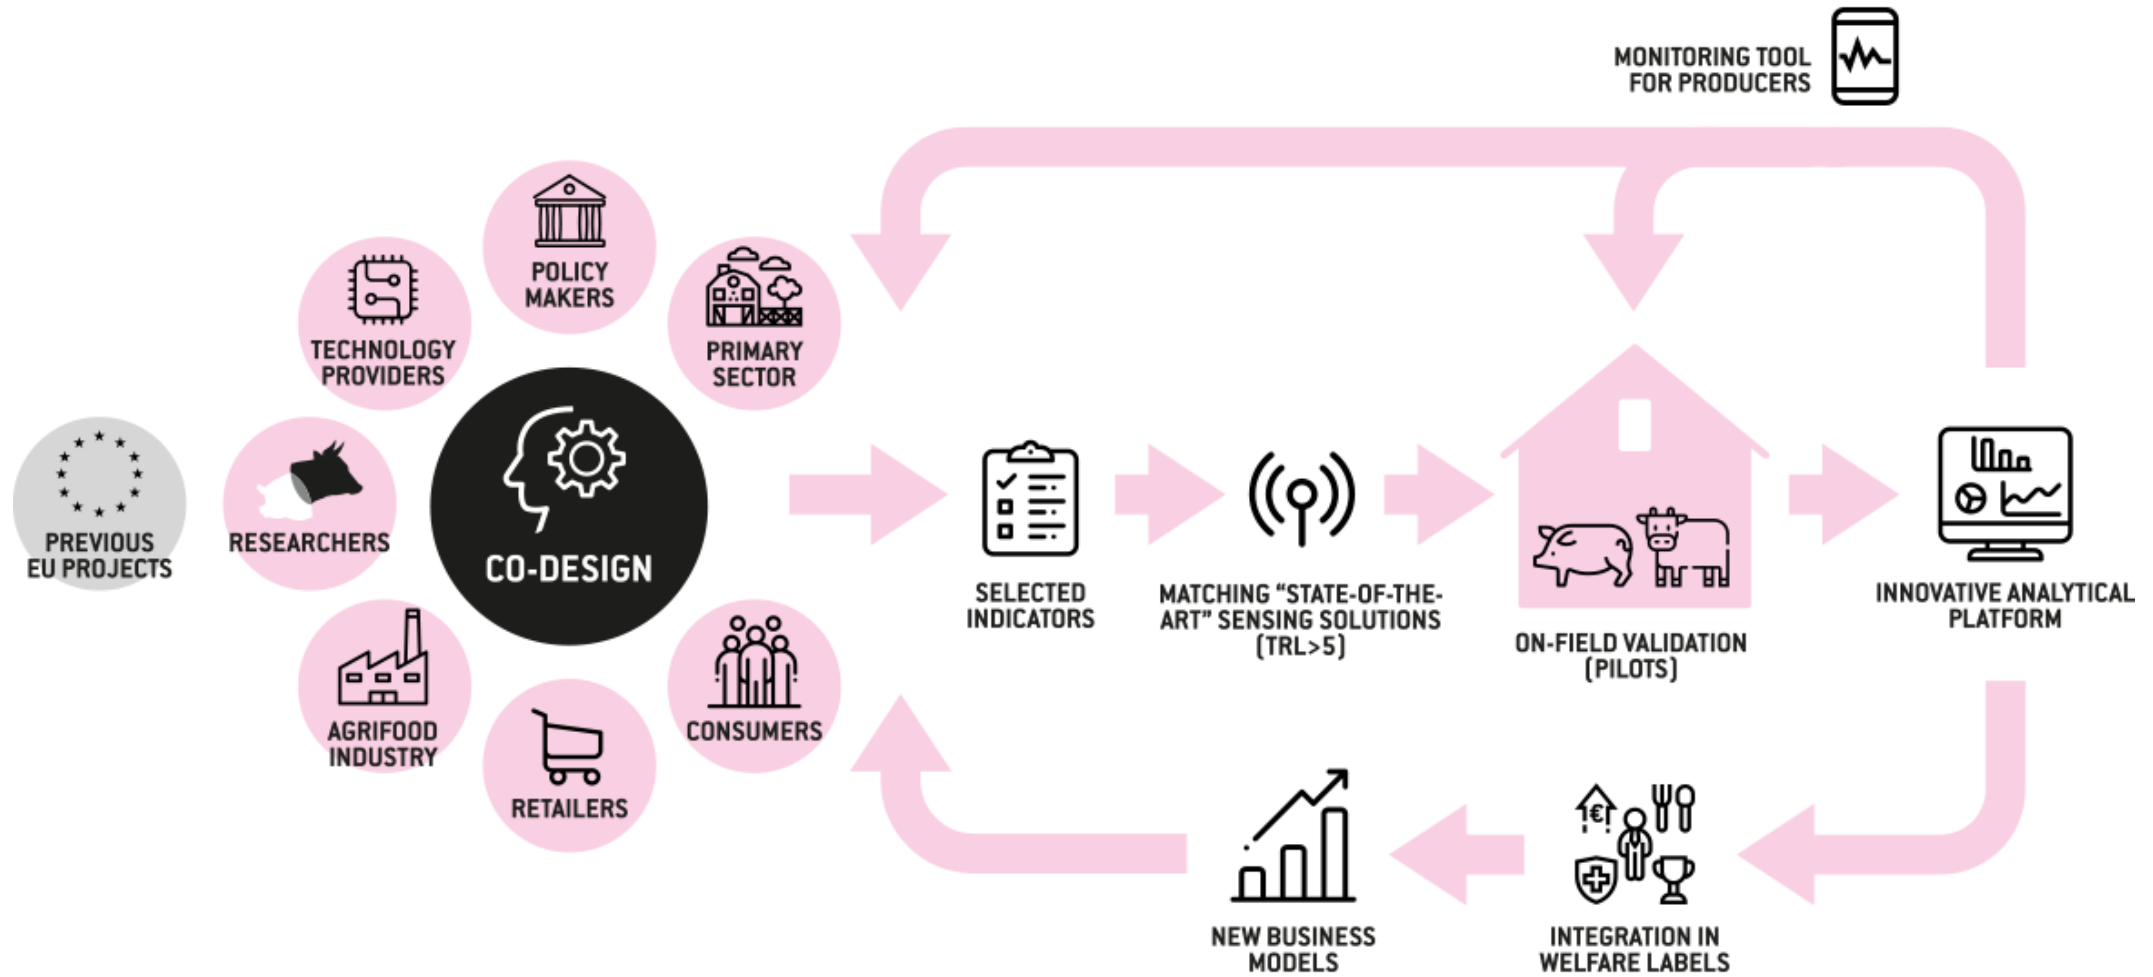 MONITORING TOOL
FOR PRODUCERS
POLICY
MAKERS
TECHNOLOGY
PROVIDERS
PRIMARY
SECTOR
PREVIOUS
EU PROJECTS
RESEARCHERS
CO-DESIGN
SELECTED
INDICATORS
MATCHING “STATE-OF-THE-
ART” SENSING SOLUTIONS
(TRL>5)
ON-FIELD VALIDATION
(PILOTS)
INNOVATIVE ANALYTICAL
PLATFORM
AGRIFOOD
INDUSTRY
RETAILERS
CONSUMERS
€
NEW BUSINESS
MODELS
INTEGRATION IN
WELFARE LABELS